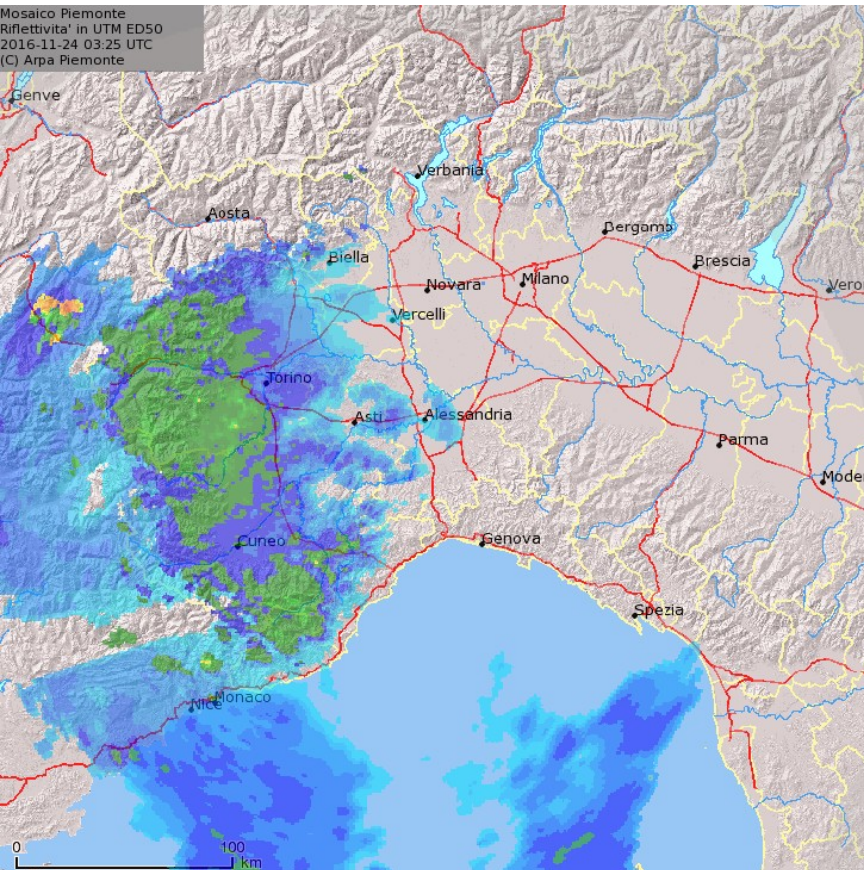 Mosaico Piemonte
Riflettivita' in UTM ED50
2016-11-24 03:25 UTC
(C) Arpa Piemonte
Genve
Verbania
Aosta
Bergamo
Biella
Brescia
Novara
Milano
Vero
Vercelli
Torino
Asti
Alessandria
Parma
Mode
Cuneo
Genova
Spezia
Monaco
Nice
0 100
km